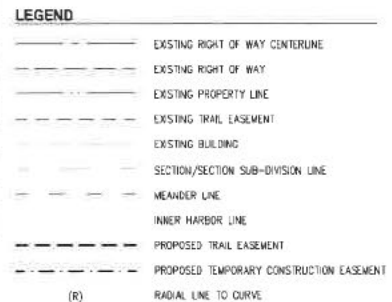 LEGEND
EXISTING RIGHT OF WAY CENTERLINE
EXISTING RIGHT OF WAY
EXISTING PROPERTY LINE
EXISTING TRAIL EASEMENT
EXISTING BUILDING
SECTION/SECTION SUB-DIVISION LINE
MEANDER LINE
INNER HARBOR LINE
PROPOSED TRAIL EASEMENT
PROPOSED TEMPORARY CONSTRUCTION EASEMENT
(R) RADIAL LINE TO CURVE